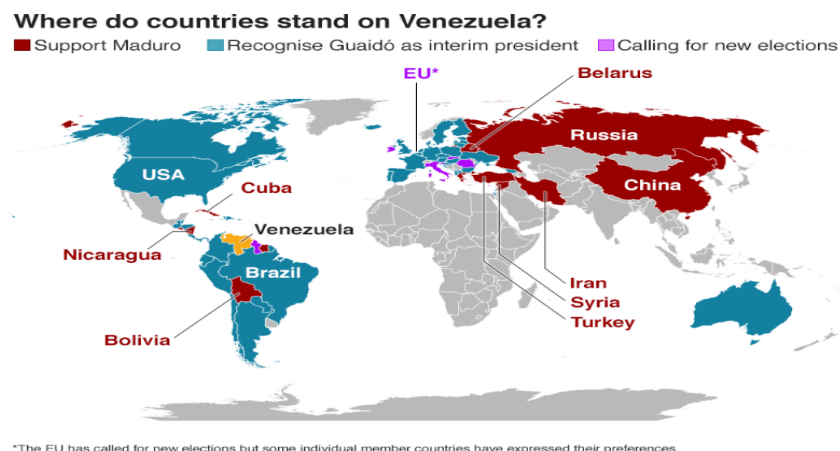 Where do countries stand on Venezuela?
Support Maduro Recognise Guaidó as interim president Calling for new elections
EU*
Belarus
Russia
USA
China
Cuba
Venezuela
Nicaragua
Brazil
Iran
Syria
Turkey
Bolivia
*The EU has called for new elections but some individual member countries have expressed their preferences.